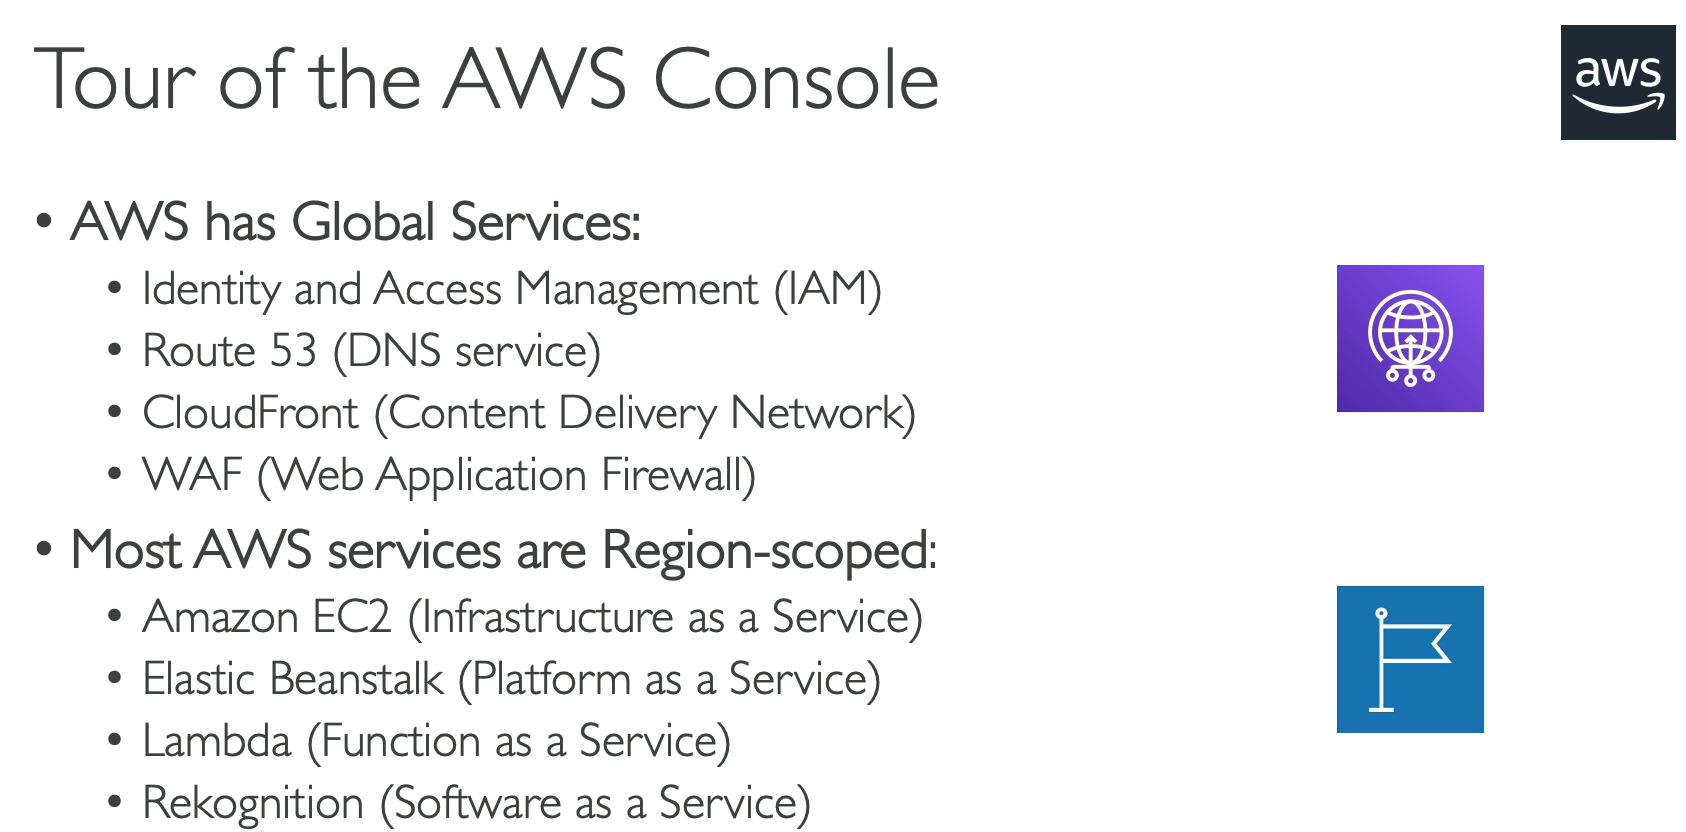 Tour of the AWS Console
aws
• AWS has Global Services:
• Identity and Access Management (IAM)
• Route 53 (DNS service)
• CloudFront (Content Delivery Network)
• WAF (Web Application Firewall)
• Most AWS services are Region-scoped:
• Amazon EC2 (Infrastructure as a Service)
• Elastic Beanstalk (Platform as a Service)
• Lambda (Function as a Service)
• Rekognition (Software as a Service)